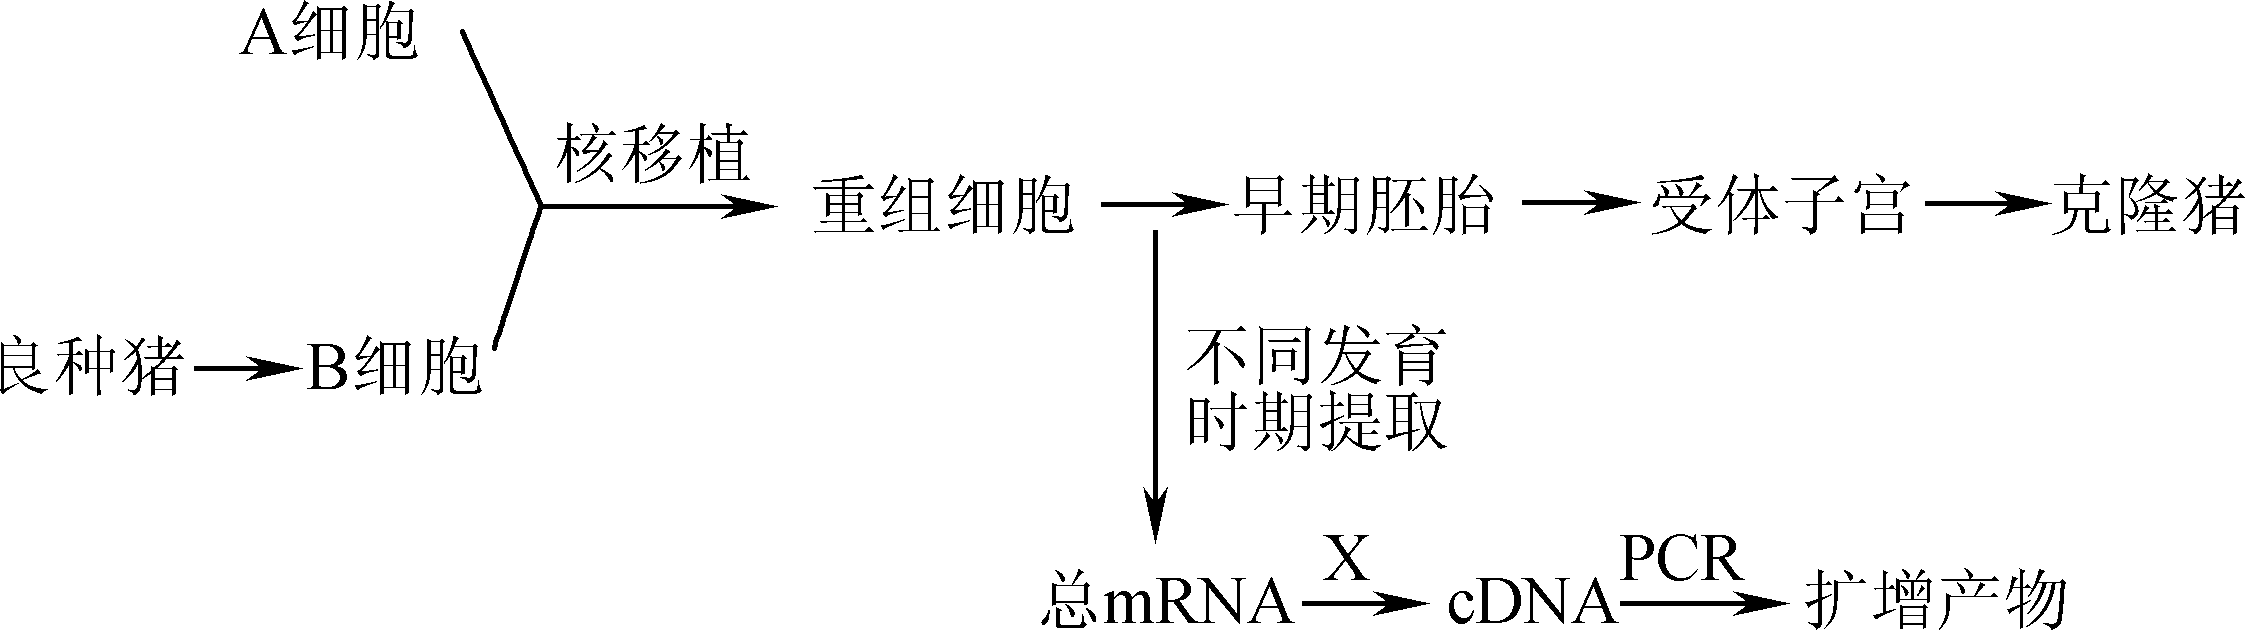 A细胞
核移植
重组细胞
早期胚胎
受体子宫
克隆猪
良种猪
B细胞
不同发育
时期提取
总mRNA
X
cDNA
PCR
扩增产物